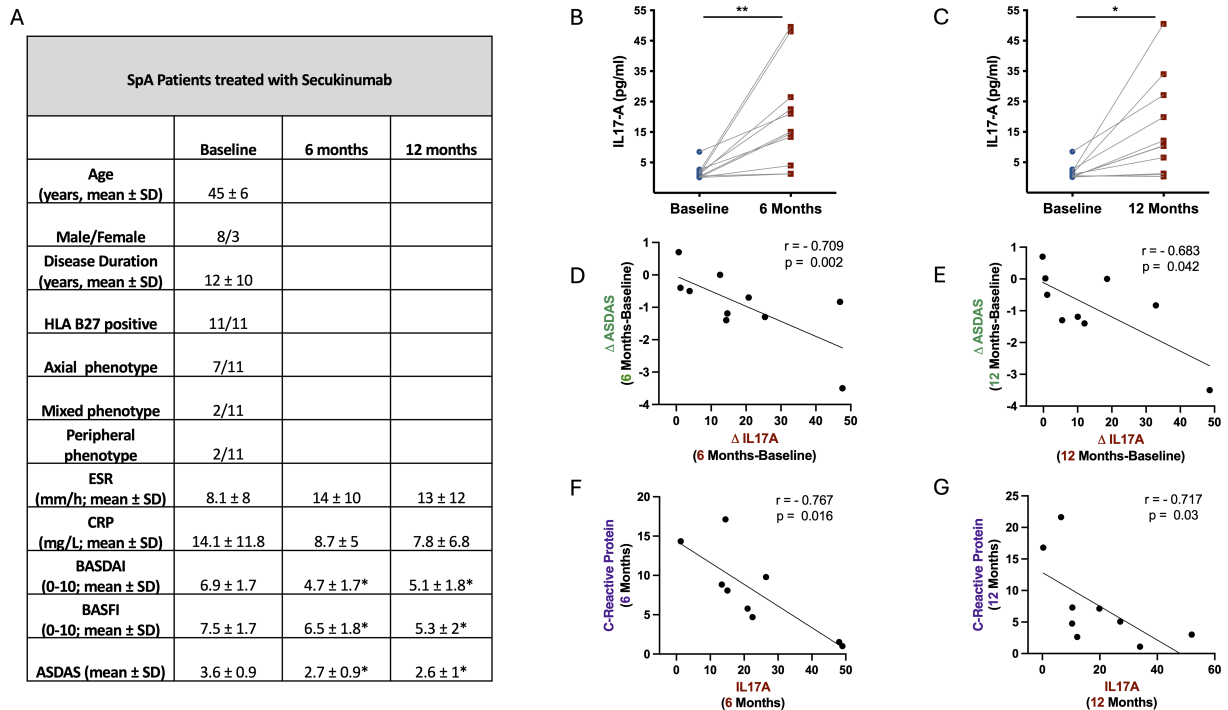 A
SpA Patients treated with Secukinumab
Baseline 6 months 12 months
Age
(years, mean ± SD) 45 ± 6
Male/Female 8/3
Disease Duration
(years, mean ± SD) 12 ± 10
HLA B27 positive 11/11
Axial phenotype 7/11
Mixed phenotype 2/11
Peripheral
phenotype 2/11
ESR
(mm/h; mean ± SD) 8.1 ± 8 14 ± 10 13 ± 12
CRP
(mg/L; mean ± SD) 14.1 ± 11.8 8.7 ± 5 7.8 ± 6.8
BASDAI
(0-10; mean ± SD) 6.9 ± 1.7 4.7 ± 1.7* 5.1 ± 1.8*
BASFI
(0-10; mean ± SD) 7.5 ± 1.7 6.5 ± 1.8* 5.3 ± 2*
ASDAS (mean ± SD) 3.6 ± 0.9 2.7 ± 0.9* 2.6 ± 1*
B
**
IL17-A (pg/ml)
55
45
35
25
15
5
Baseline 6 Months
C
*
IL17-A (pg/ml)
55
45
35
25
15
5
Baseline 12 Months
D
r = - 0.709
p = 0.002
Δ ASDAS
(6 Months-Baseline)
1
0
-1
-2
-3
-4
0 10 20 30 40 50
Δ IL17A
(6 Months-Baseline)
E
r = - 0.683
p = 0.042
Δ ASDAS
(12 Months-Baseline)
1
0
-1
-2
-3
-4
0 10 20 30 40 50
Δ IL17A
(12 Months-Baseline)
F
r = - 0.767
p = 0.016
C-Reactive Protein
(6 Months)
20
15
10
5
0
0 10 20 30 40 50
IL17A
(6 Months)
G
r = - 0.717
p = 0.03
C-Reactive Protein
(12 Months)
25
20
15
10
5
0
0 20 40 60
IL17A
(12 Months)